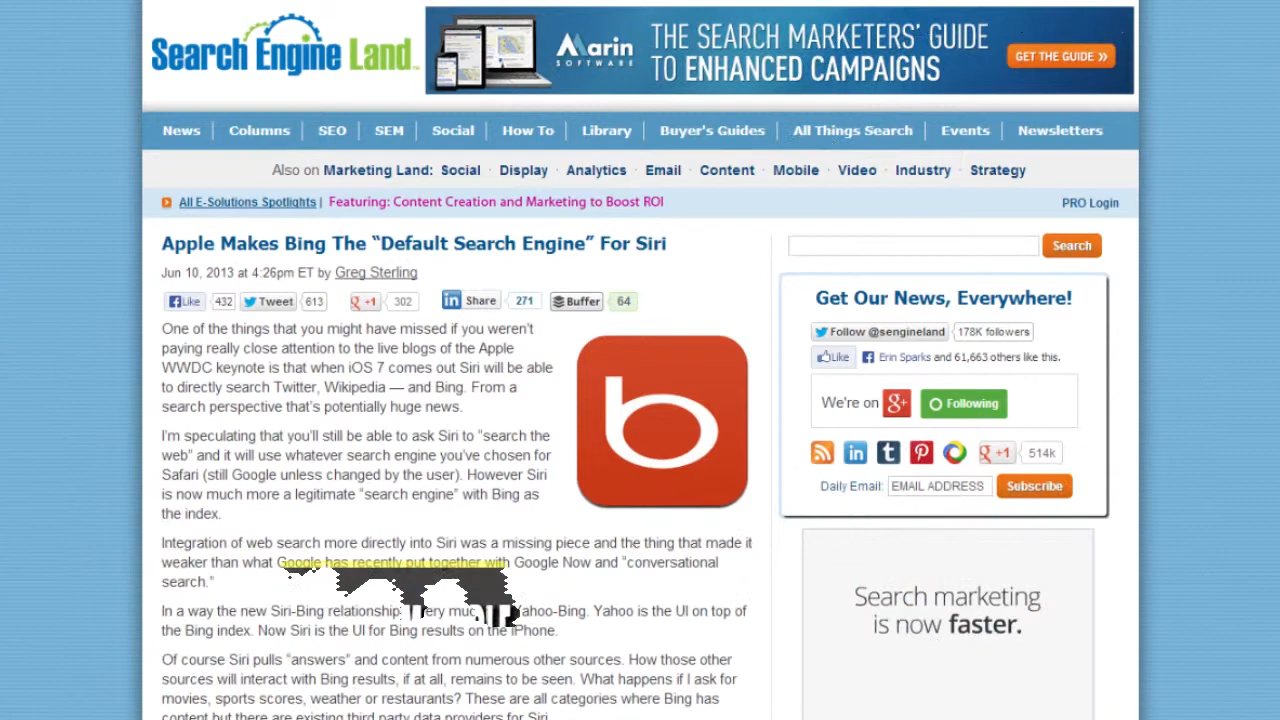 Search Engine Land
Marin SOFTWARE
THE SEARCH MARKETERS' GUIDE
TO ENHANCED CAMPAIGNS
GET THE GUIDE »
News Columns SEO SEM Social How To Library Buyer's Guides All Things Search Events Newsletters
Also on Marketing Land: Social · Display · Analytics · Email · Content · Mobile · Video · Industry · Strategy
All E-Solutions Spotlights | Featuring: Content Creation and Marketing to Boost ROI
PRO Login
Apple Makes Bing The “Default Search Engine” For Siri
Jun 10, 2013 at 4:26pm ET by Greg Sterling
Like 432 Tweet 613 +1 302 Share 271 Buffer 64
One of the things that you might have missed if you weren’t
paying really close attention to the live blogs of the Apple
WWDC keynote is that when iOS 7 comes out Siri will be able
to directly search Twitter, Wikipedia — and Bing. From a
search perspective that’s potentially huge news.
b
I’m speculating that you’ll still be able to ask Siri to “search the
web” and it will use whatever search engine you’ve chosen for
Safari (still Google unless changed by the user). However Siri
is now much more a legitimate “search engine” with Bing as
the index.
Integration of web search more directly into Siri was a missing piece and the thing that made it
weaker than what Google has recently put together with Google Now and “conversational
search.”
In a way the new Siri-Bing relationship Yahoo-Bing. Yahoo is the UI on top of
the Bing index. Now Siri is the UI for Bing results on the iPhone.
Of course Siri pulls “answers” and content from numerous other sources. How those other
sources will interact with Bing results, if at all, remains to be seen. What happens if I ask for
movies, sports scores, weather or restaurants? These are all categories where Bing has
content but there are existing third party data providers for Siri.
Search
Get Our News, Everywhere!
Follow @sengineland 178K followers
Like Erin Sparks and 61,663 others like this.
We're on g+ Following
in t +1 514k
Daily Email: EMAIL ADDRESS Subscribe
Search marketing
is now faster.